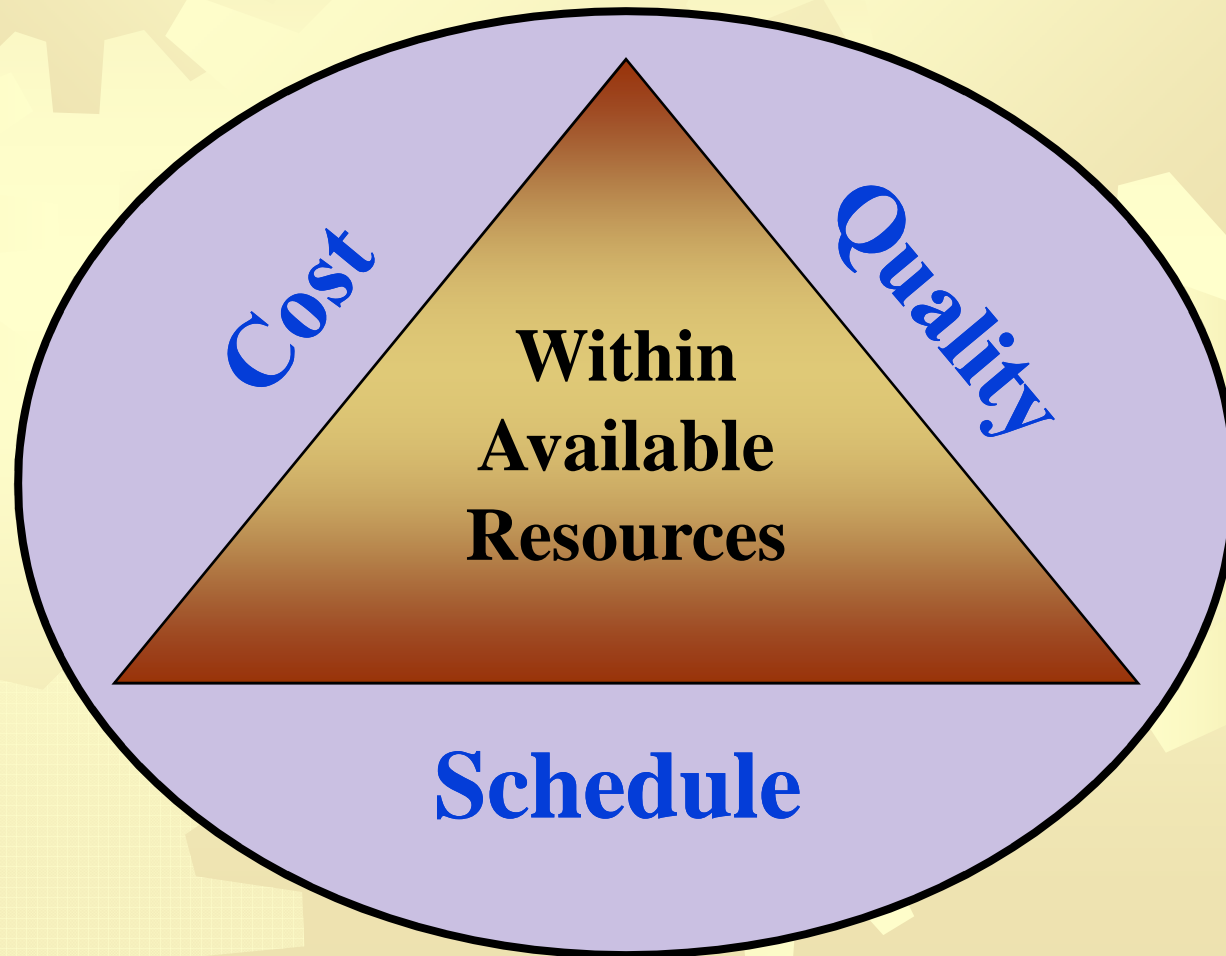 Cost
Quality
Within
Available
Resources
Schedule